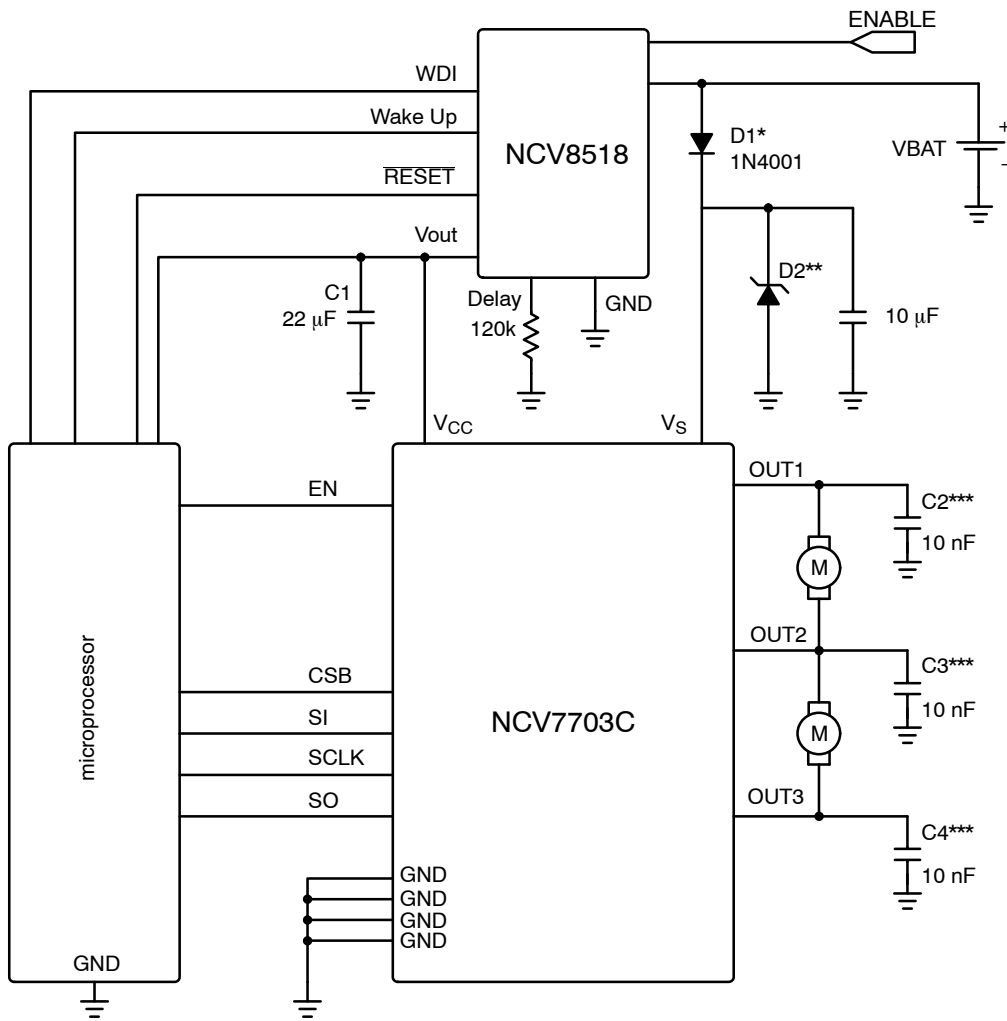 ENABLE
WDI
Wake Up
RESET
Vout
NCV8518
D1*
1N4001
VBAT
+
−
C1
22 μF
Delay
120k
GND
D2**
10 μF
VCC
VS
microprocessor
EN
CSB
SI
SCLK
SO
GND
GND
GND
GND
GND
NCV7703C
OUT1
C2***
10 nF
M
OUT2
C3***
10 nF
M
OUT3
C4***
10 nF